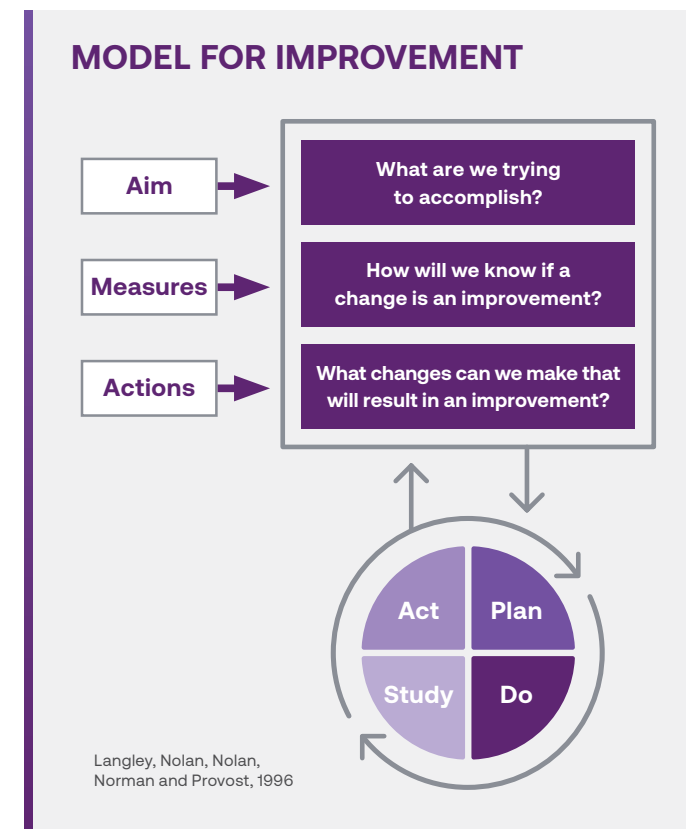 MODEL FOR IMPROVEMENT
Aim
What are we trying
to accomplish?
Measures
How will we know if a
change is an improvement?
Actions
What changes can we make that
will result in an improvement?
Act
Plan
Study
Do
Langley, Nolan, Nolan,
Norman and Provost, 1996